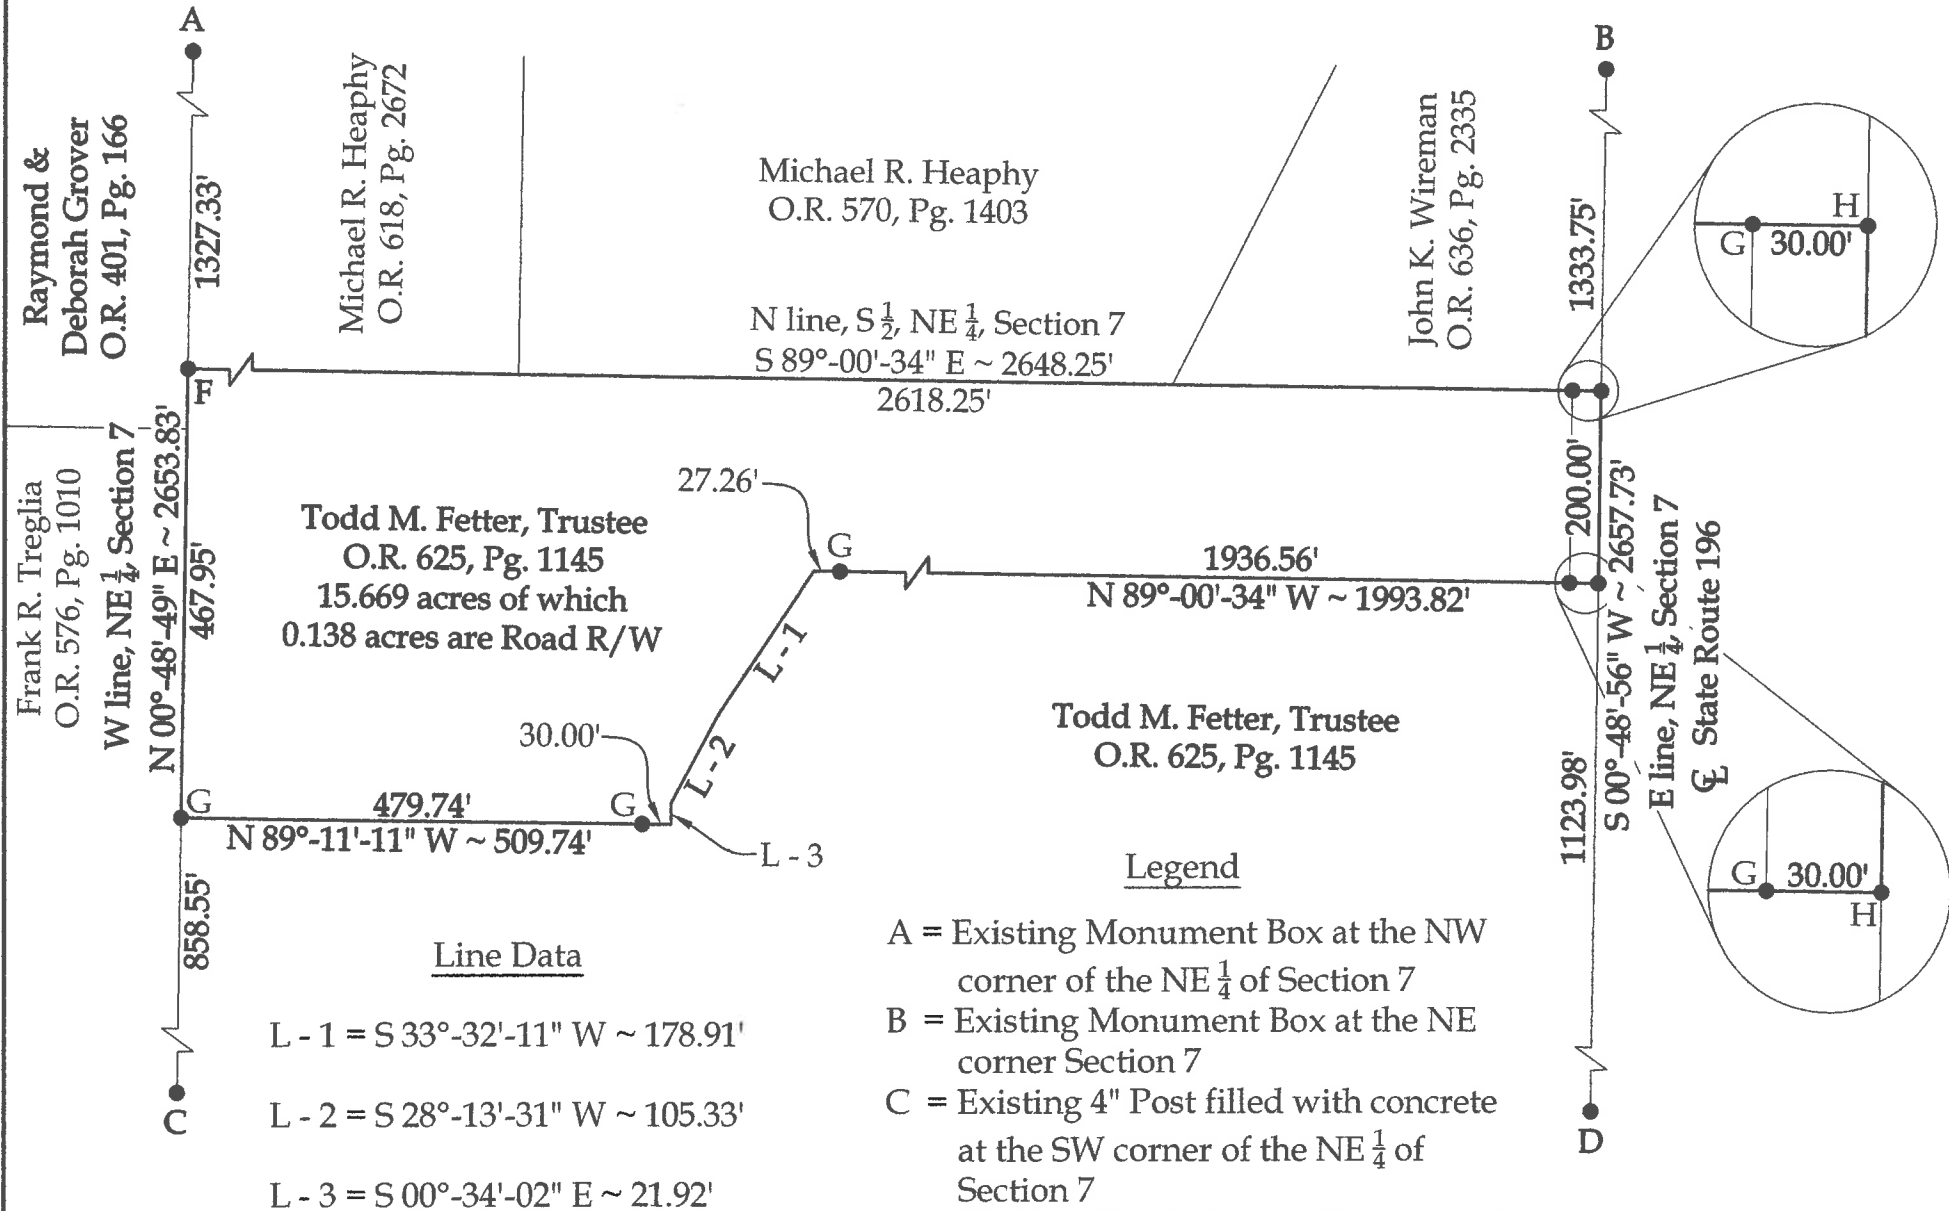 A
B
Raymond &
Deborah Grover
O.R. 401, Pg. 166
1327.33'
Michael R. Heaphy
O.R. 618, Pg. 2672
Michael R. Heaphy
O.R. 570, Pg. 1403
John K. Wireman
O.R. 636, Pg. 2335
1333.75'
H
G
30.00'
N line, S 1/2, NE 1/4, Section 7
S 89°-00'-34" E ~ 2648.25'
2618.25'
F
Frank R. Treglia
O.R. 576, Pg. 1010
W line, NE 1/4, Section 7
N 00°-48'-49" E ~ 2653.83'
467.95'
Todd M. Fetter, Trustee
O.R. 625, Pg. 1145
15.669 acres of which
0.138 acres are Road R/W
27.26'
G
1936.56'
N 89°-00'-34" W ~ 1993.82'
200.00'
S 00°-48'-56" W ~ 2657.73'
E line, NE 1/4, Section 7
℄ State Route 196
L - 1
L - 2
30.00'
Todd M. Fetter, Trustee
O.R. 625, Pg. 1145
1123.98'
G
479.74'
G
N 89°-11'-11" W ~ 509.74'
L - 3
858.55'
G
30.00'
H
C
D
Line Data
L - 1 = S 33°-32'-11" W ~ 178.91'
L - 2 = S 28°-13'-31" W ~ 105.33'
L - 3 = S 00°-34'-02" E ~ 21.92'
Legend
A = Existing Monument Box at the NW
corner of the NE 1/4 of Section 7
B = Existing Monument Box at the NE
corner Section 7
C = Existing 4" Post filled with concrete
at the SW corner of the NE 1/4 of
Section 7